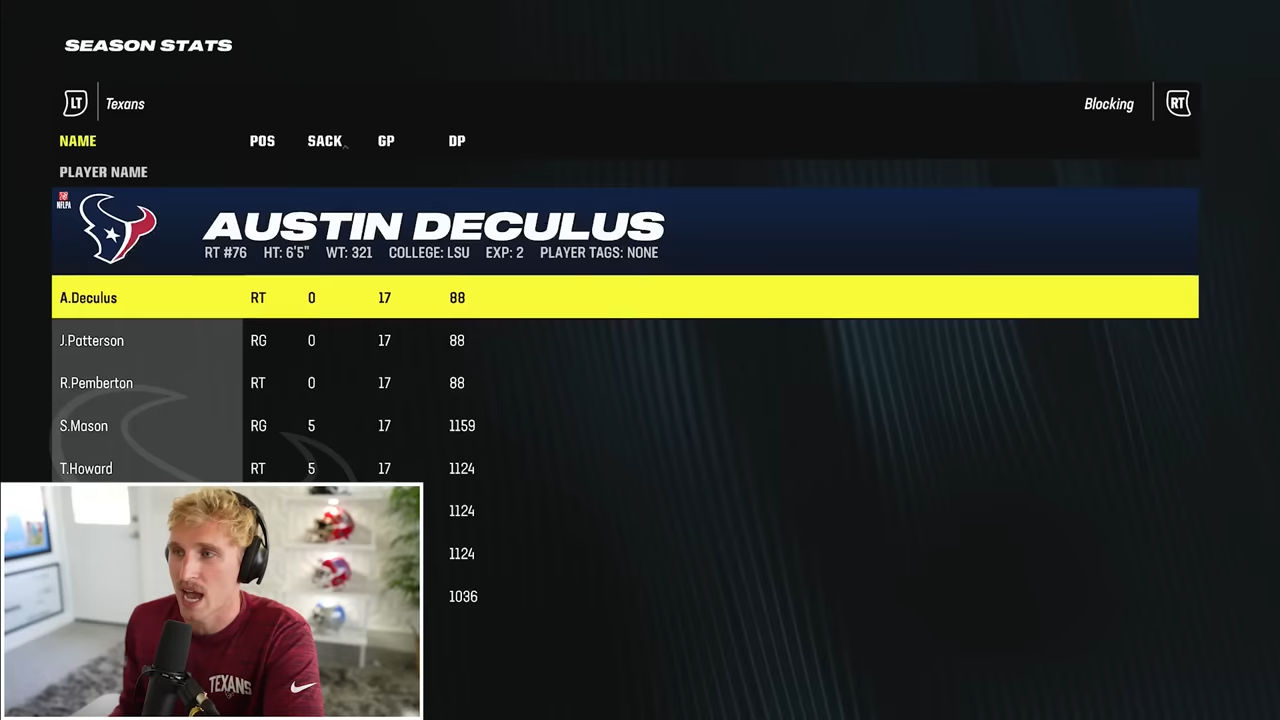 SEASON STATS
LT Texans Blocking RT
NAME POS SACK GP DP
PLAYER NAME
NFLPA
AUSTIN DECULUS
RT #76 HT: 6'5" WT: 321 COLLEGE: LSU EXP: 2 PLAYER TAGS: NONE
A.Deculus RT 0 17 88
J.Patterson RG 0 17 88
R.Pemberton RT 0 17 88
S.Mason RG 5 17 1159
T.Howard RT 5 17 1124
1124
1124
1036
TEXANS